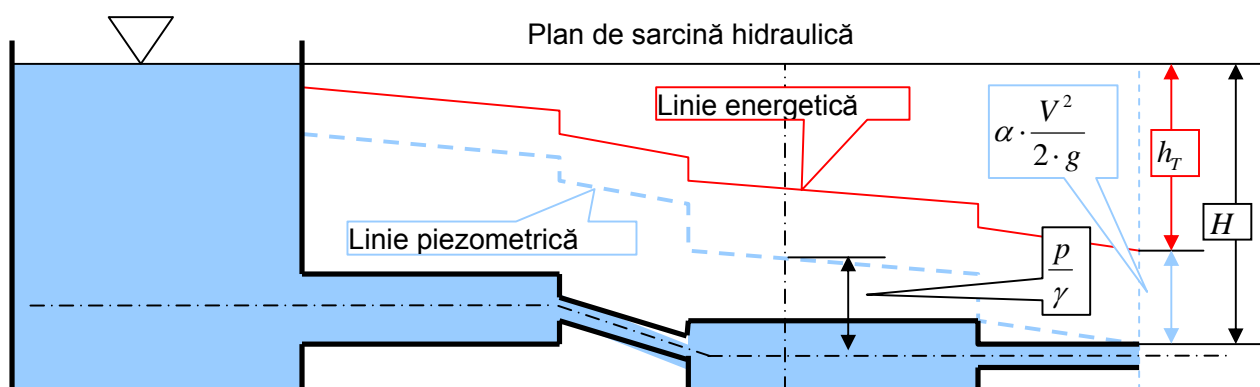 Plan de sarcină hidraulică
Linie energetică
α · V² / 2 · g
h_T
H
Linie piezometrică
p / γ